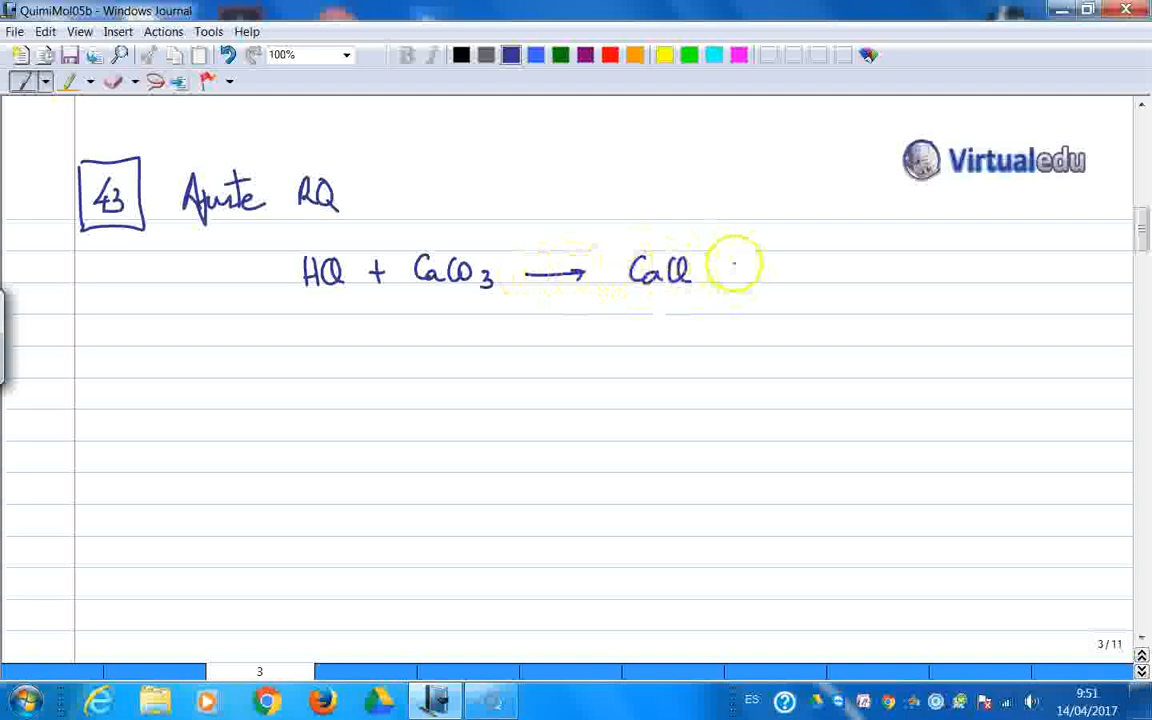 QuimiMol05b - Windows Journal
File Edit View Insert Actions Tools Help
100%
Virtualedu
43 Ajuste RQ
HCl + CaCO3 → CaCl
3 / 11
3
ES
9:51
14/04/2017